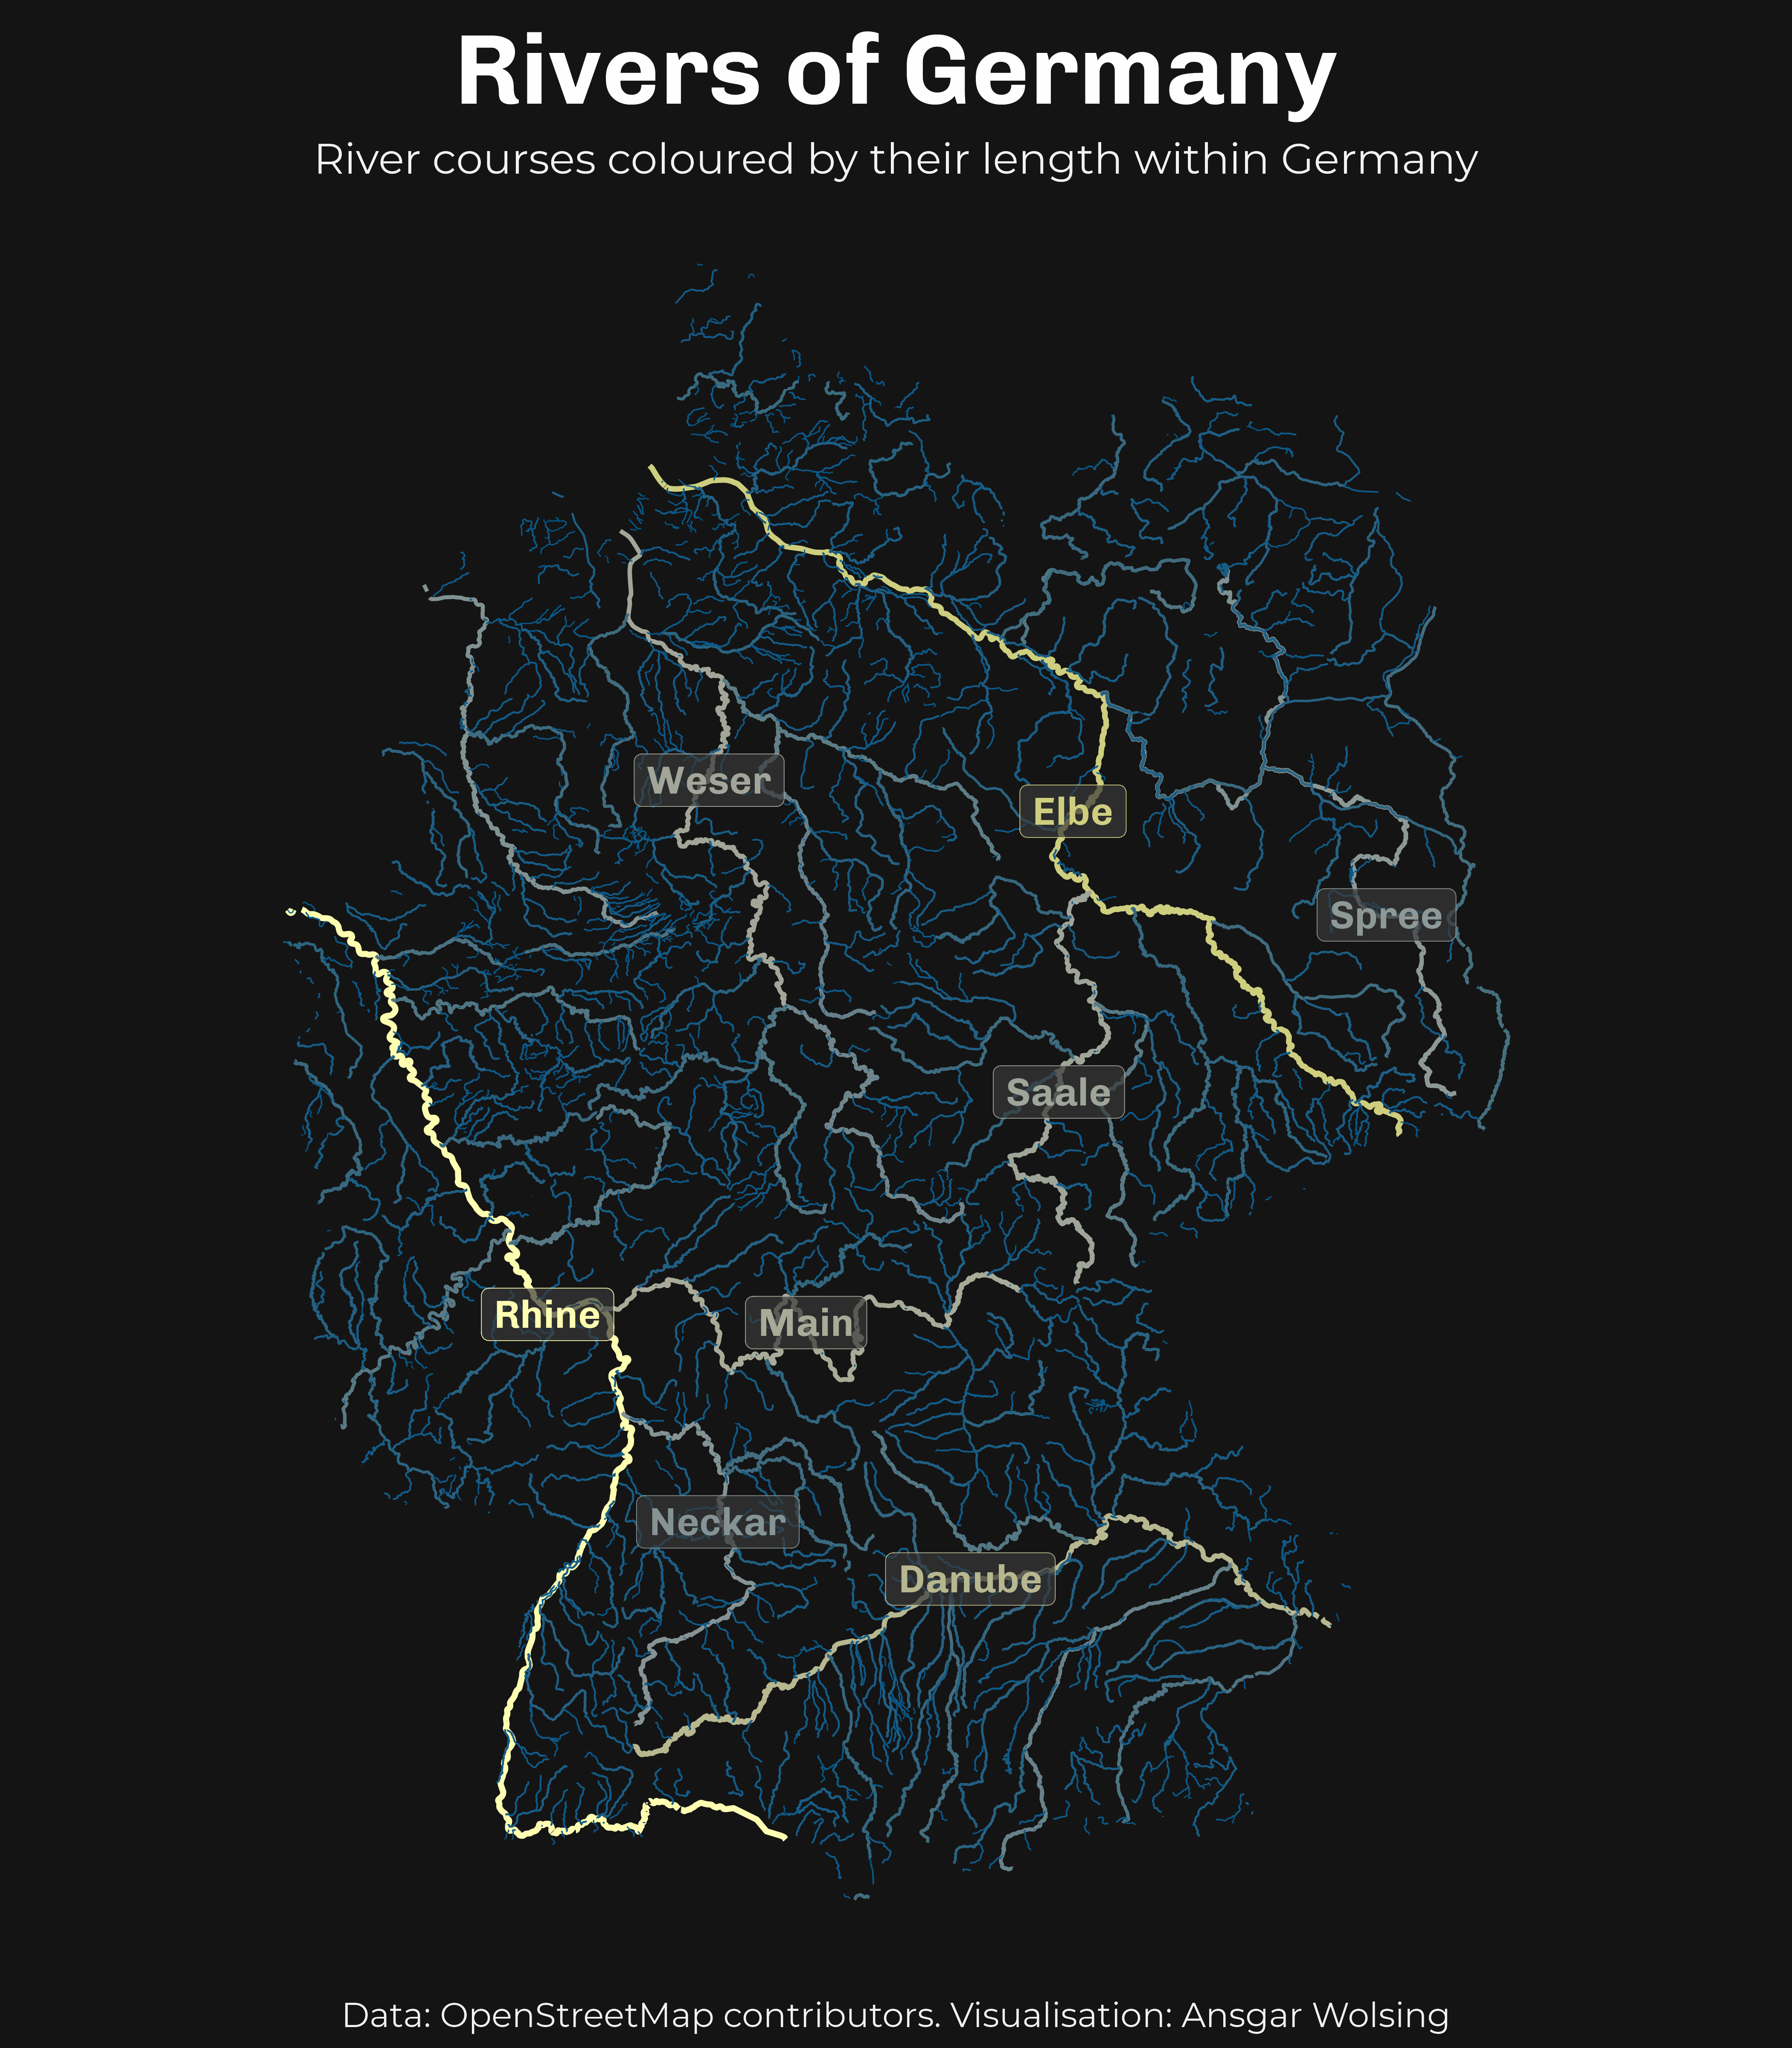 Rivers of Germany
River courses coloured by their length within Germany
Weser
Elbe
Spree
Saale
Rhine
Main
Neckar
Danube
Data: OpenStreetMap contributors. Visualisation: Ansgar Wolsing